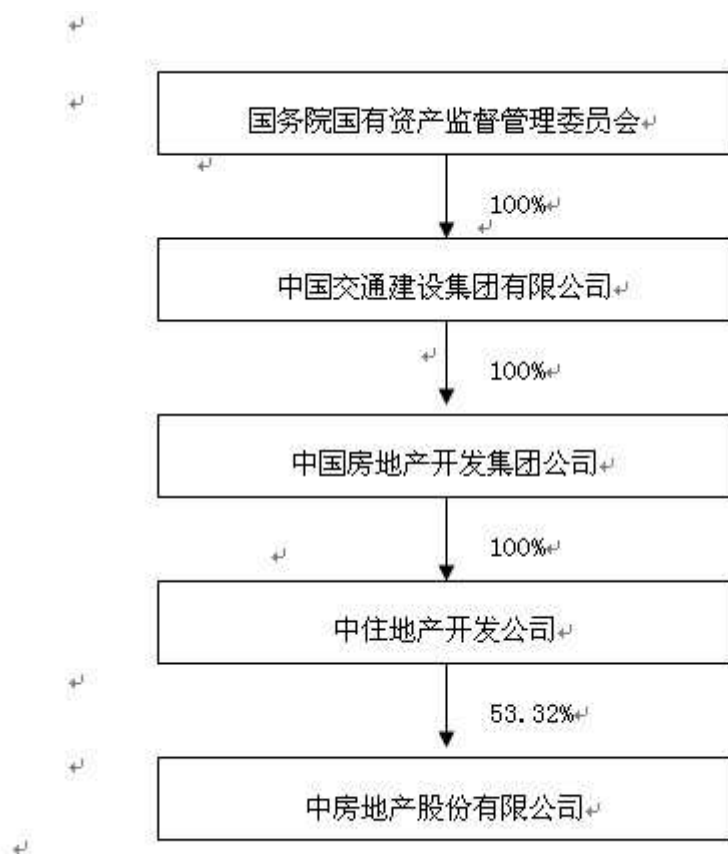 国务院国有资产监督管理委员会
100%
中国交通建设集团有限公司
100%
中国房地产开发集团公司
100%
中住地产开发公司
53.32%
中房地产股份有限公司